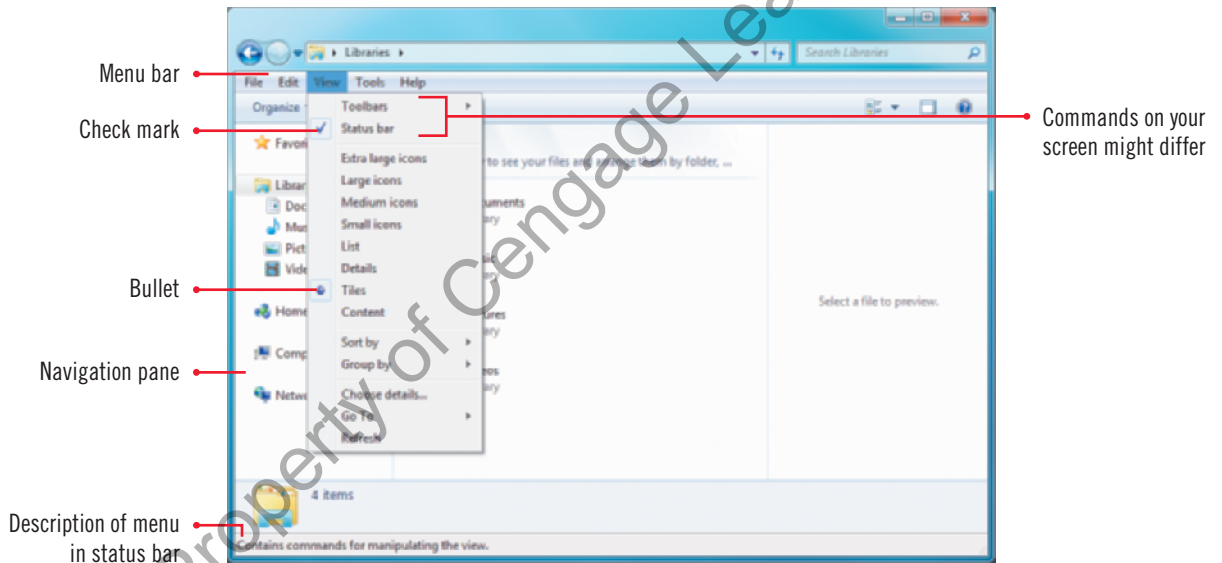 Libraries
Search Libraries
Menu bar
File Edit View Tools Help
Organize
Toolbars
Commands on your
screen might differ
Check mark
Status bar
Favori
to see your files and arrange them by folder, ...
Extra large icons
Librar
Large icons
Doc
Medium icons
uments
ary
Mus
Small icons
Pict
List
sic
Vide
Details
ary
Bullet
Tiles
Select a file to preview.
Home
Content
ures
ary
Comp
Sort by
Navigation pane
Group by
eos
ary
Netwo
Choose details...
Go To
Refresh
4 items
Description of menu
in status bar
Contains commands for manipulating the view.
Property of Cengage Lea